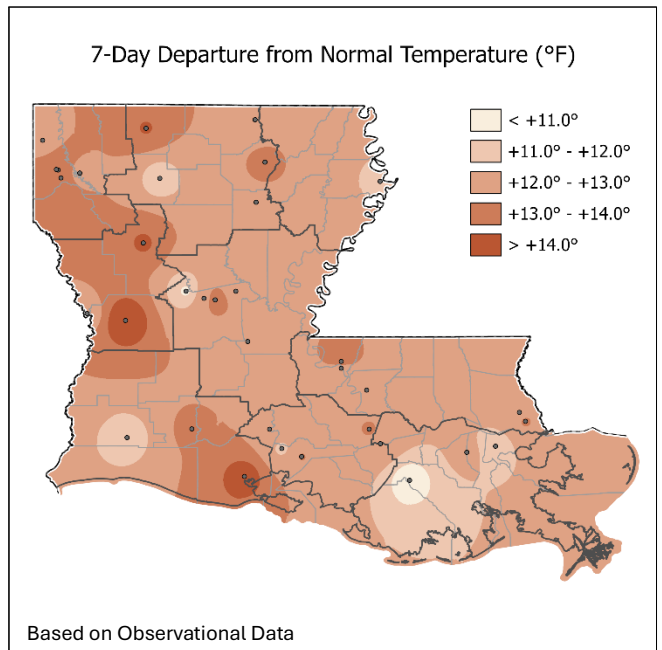 7-Day Departure from Normal Temperature (°F)
< +11.0°
+11.0° - +12.0°
+12.0° - +13.0°
+13.0° - +14.0°
> +14.0°
Based on Observational Data